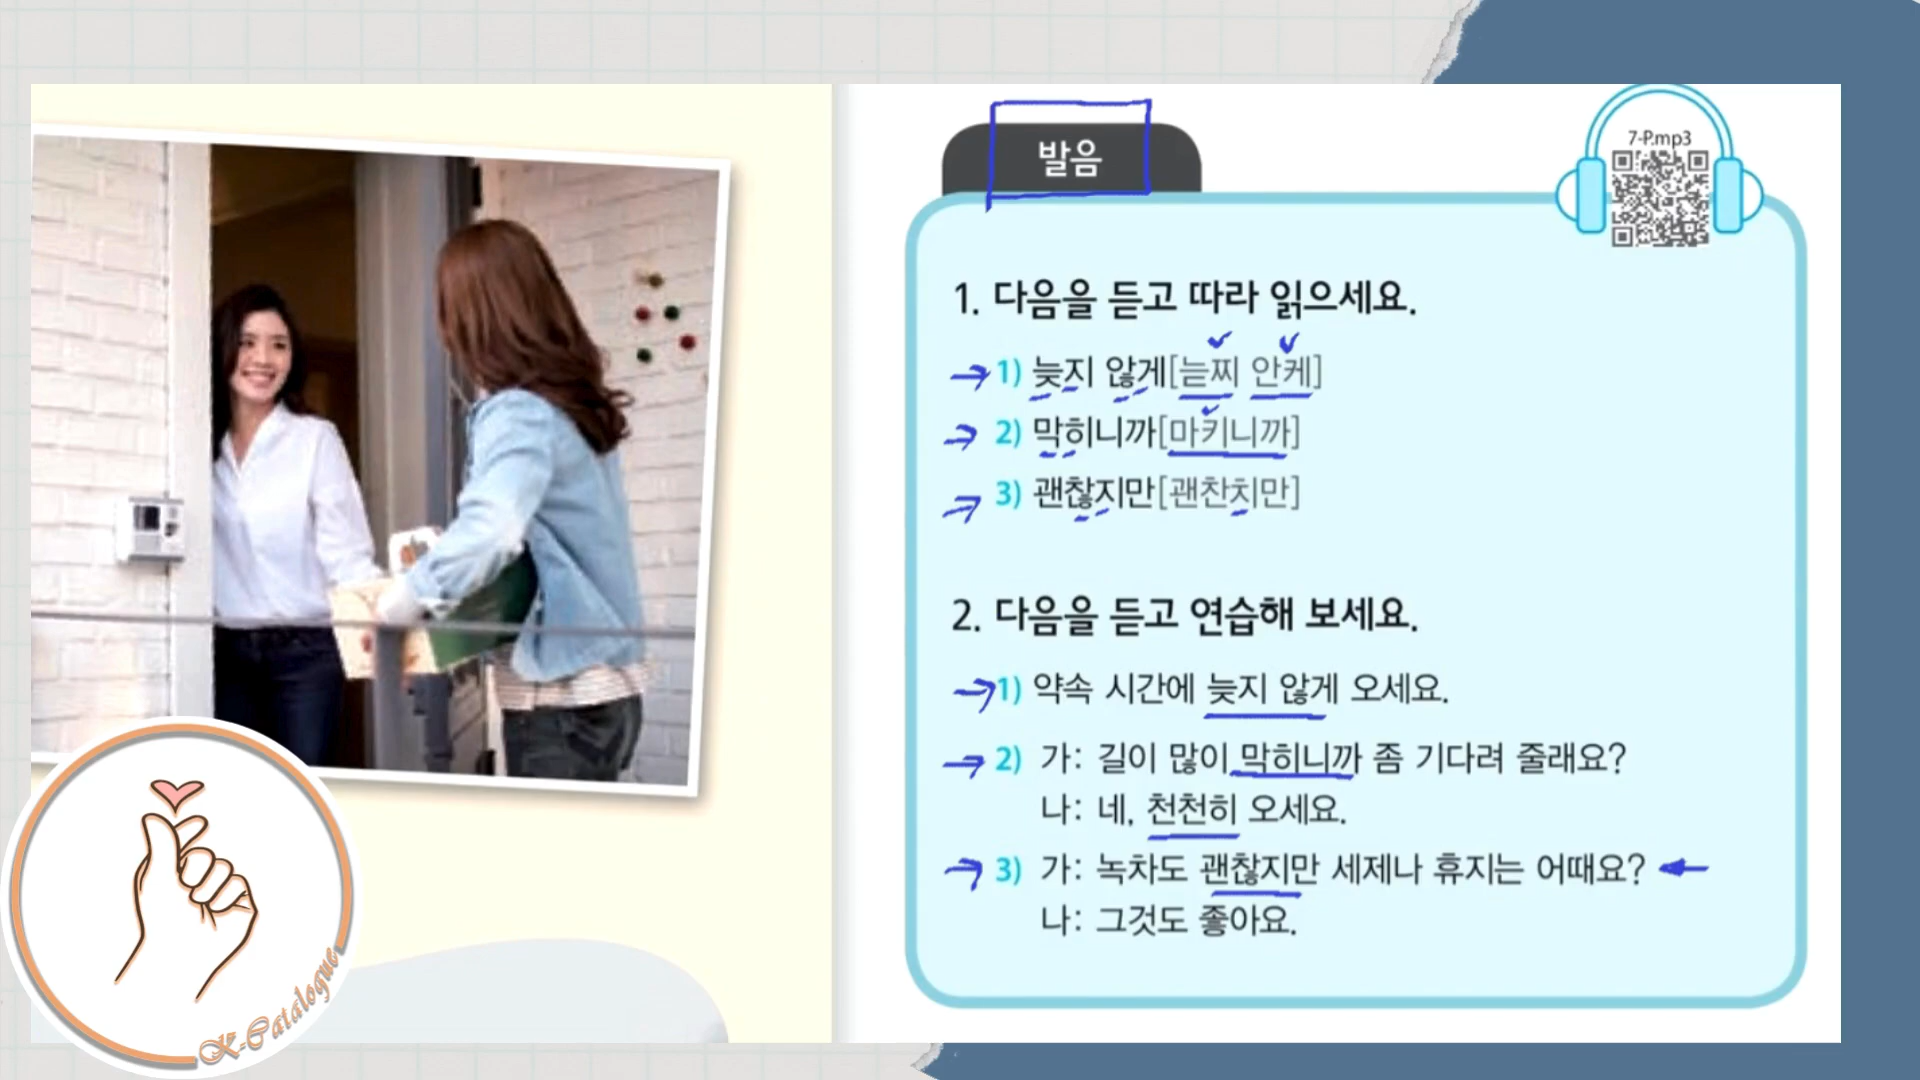 발음
7-P.mp3
1. 다음을 듣고 따라 읽으세요.
1) 늦지 않게[늗찌 안케]
2) 막히니까[마키니까]
3) 괜찮지만[괜찬치만]
2. 다음을 듣고 연습해 보세요.
1) 약속 시간에 늦지 않게 오세요.
2) 가: 길이 많이 막히니까 좀 기다려 줄래요?
나: 네, 천천히 오세요.
3) 가: 녹차도 괜찮지만 세제나 휴지는 어때요?
나: 그것도 좋아요.
K-Catalogue